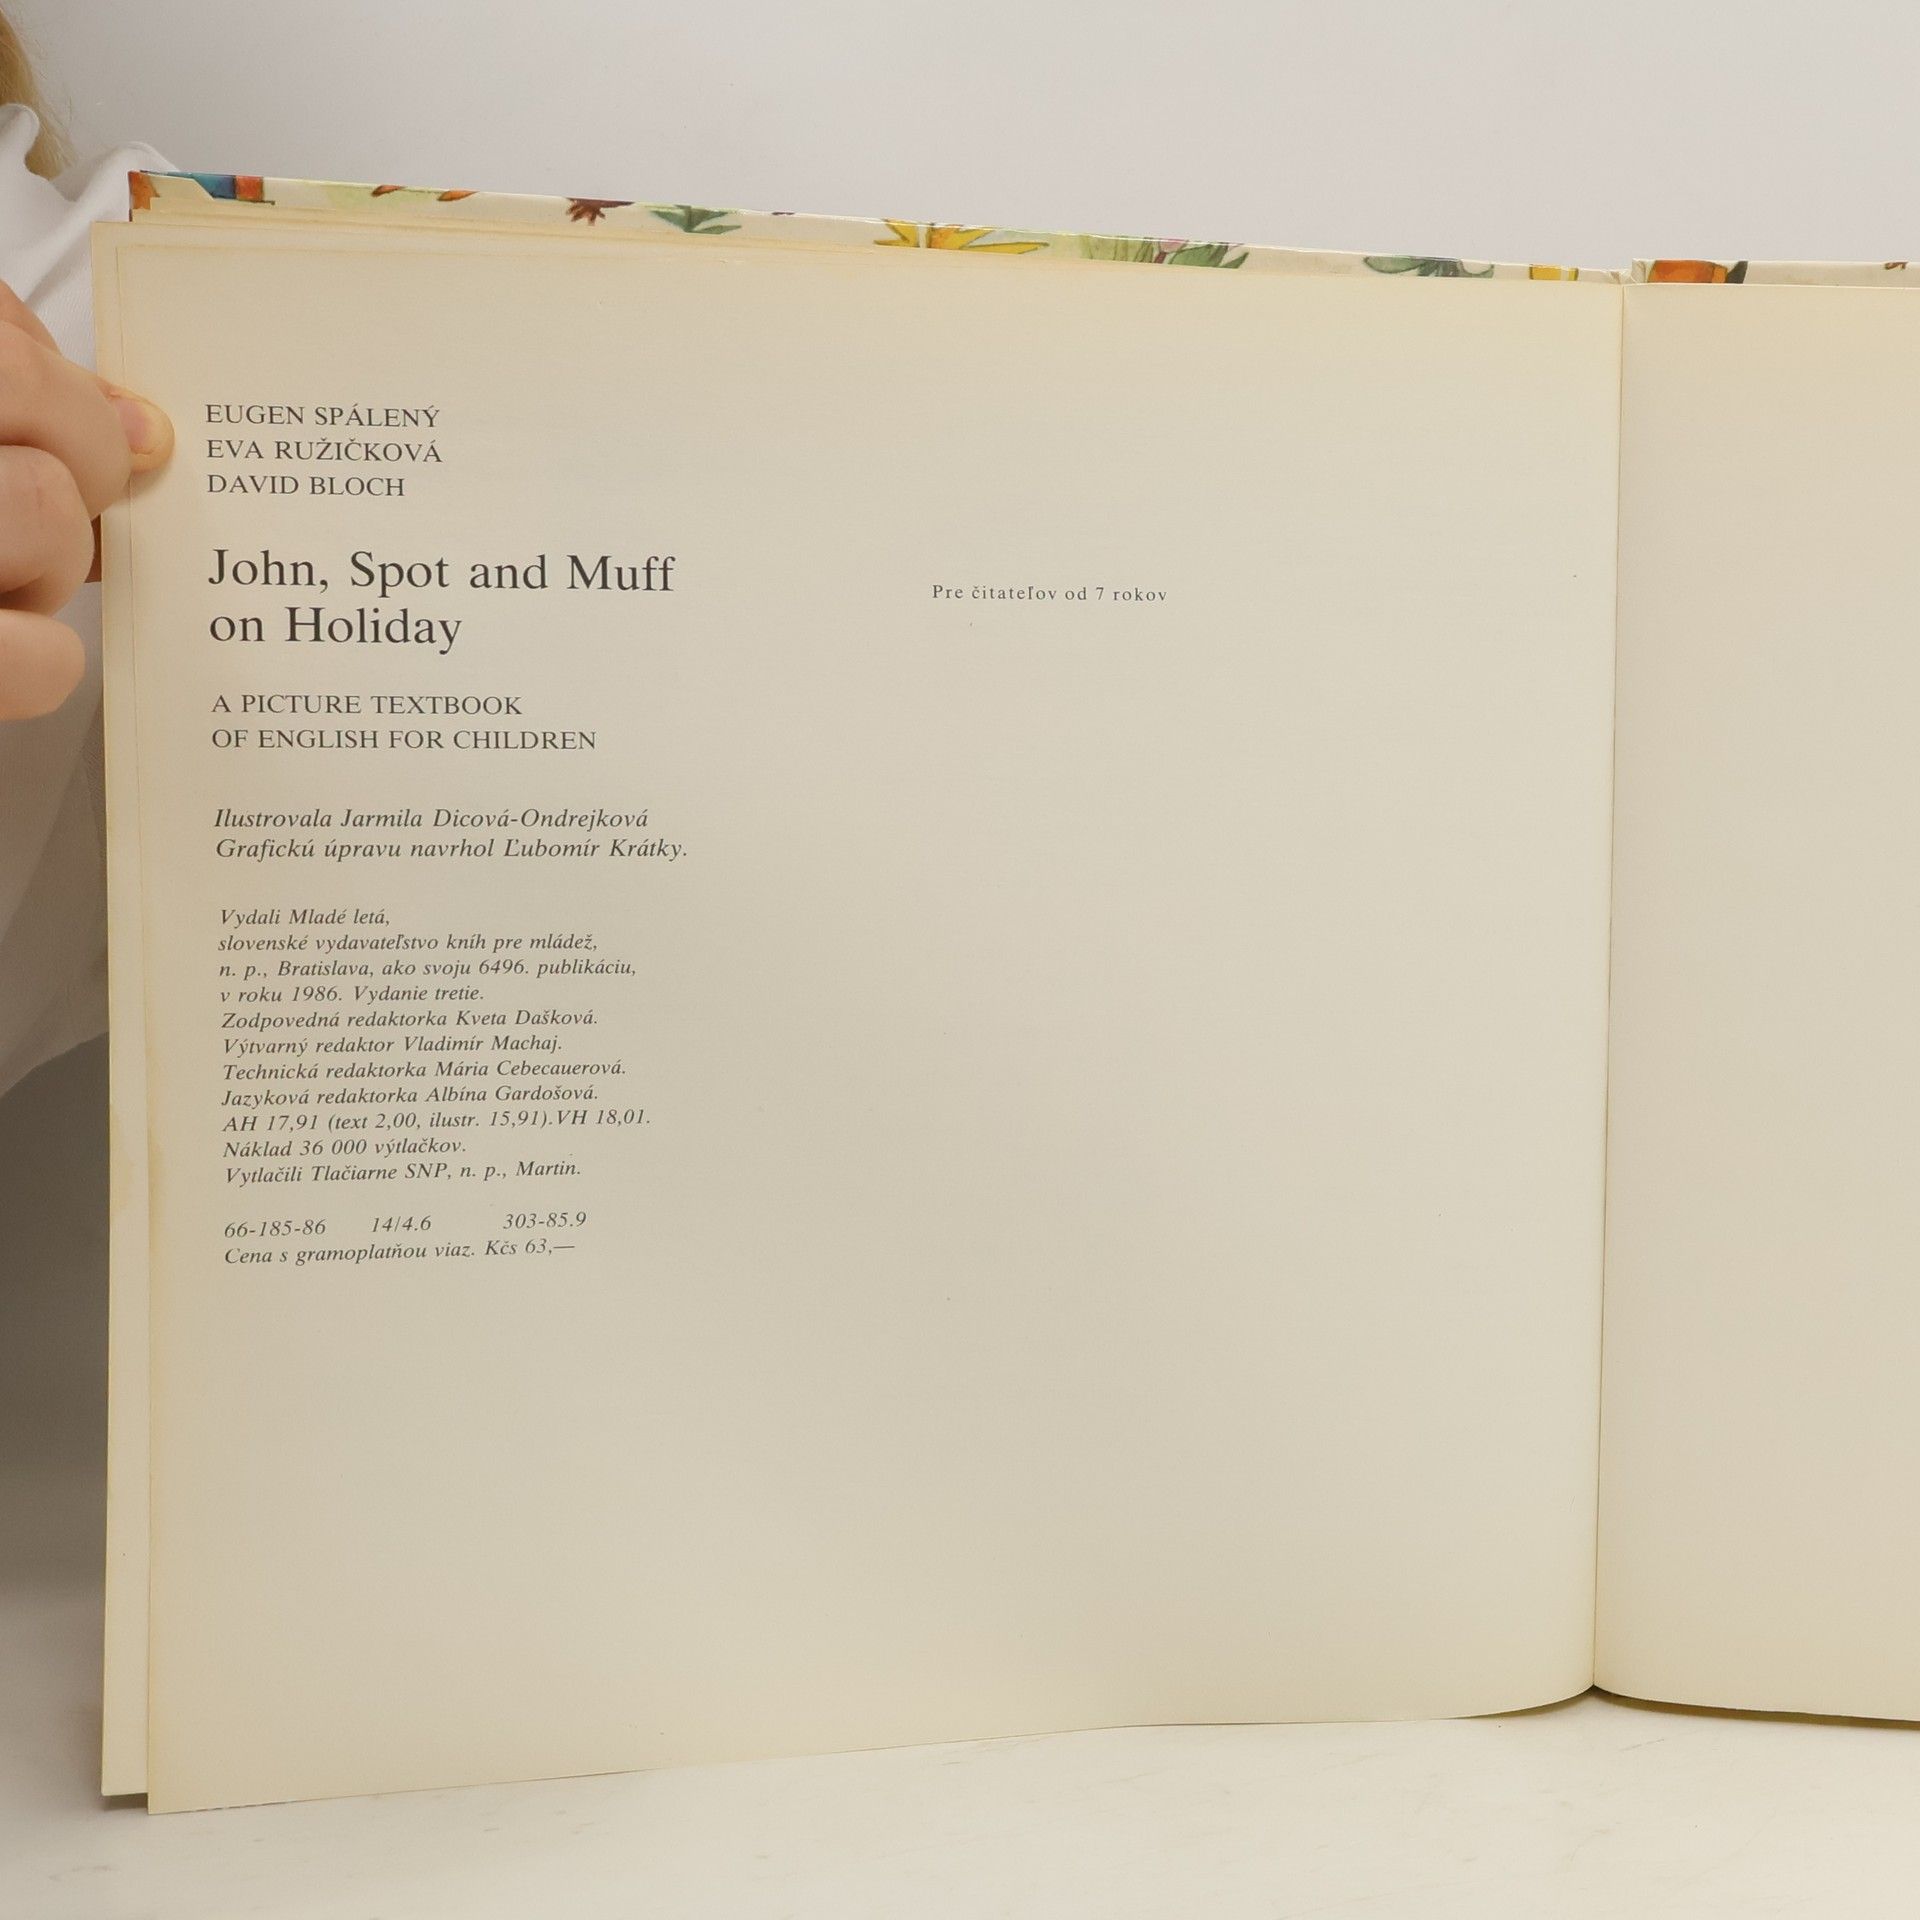 EUGEN SPÁLENÝ
EVA RUŽIČKOVÁ
DAVID BLOCH
John, Spot and Muff
on Holiday
A PICTURE TEXTBOOK
OF ENGLISH FOR CHILDREN
Ilustrovala Jarmila Dicová-Ondrejková
Grafickú úpravu navrhol Ľubomír Krátky.
Vydali Mladé letá,
slovenské vydavateľstvo kníh pre mládež,
n. p., Bratislava, ako svoju 6496. publikáciu,
v roku 1986. Vydanie tretie.
Zodpovedná redaktorka Kveta Dašková.
Výtvarný redaktor Vladimír Machaj.
Technická redaktorka Mária Cebecauerová.
Jazyková redaktorka Albína Gardošová.
AH 17,91 (text 2,00, ilustr. 15,91). VH 18,01.
Náklad 36 000 výtlačkov.
Vytlačili Tlačiarne SNP, n. p., Martin.
66-185-86 14/4.6 303-85.9
Cena s gramoplatňou viaz. Kčs 63,—
Pre čitateľov od 7 rokov